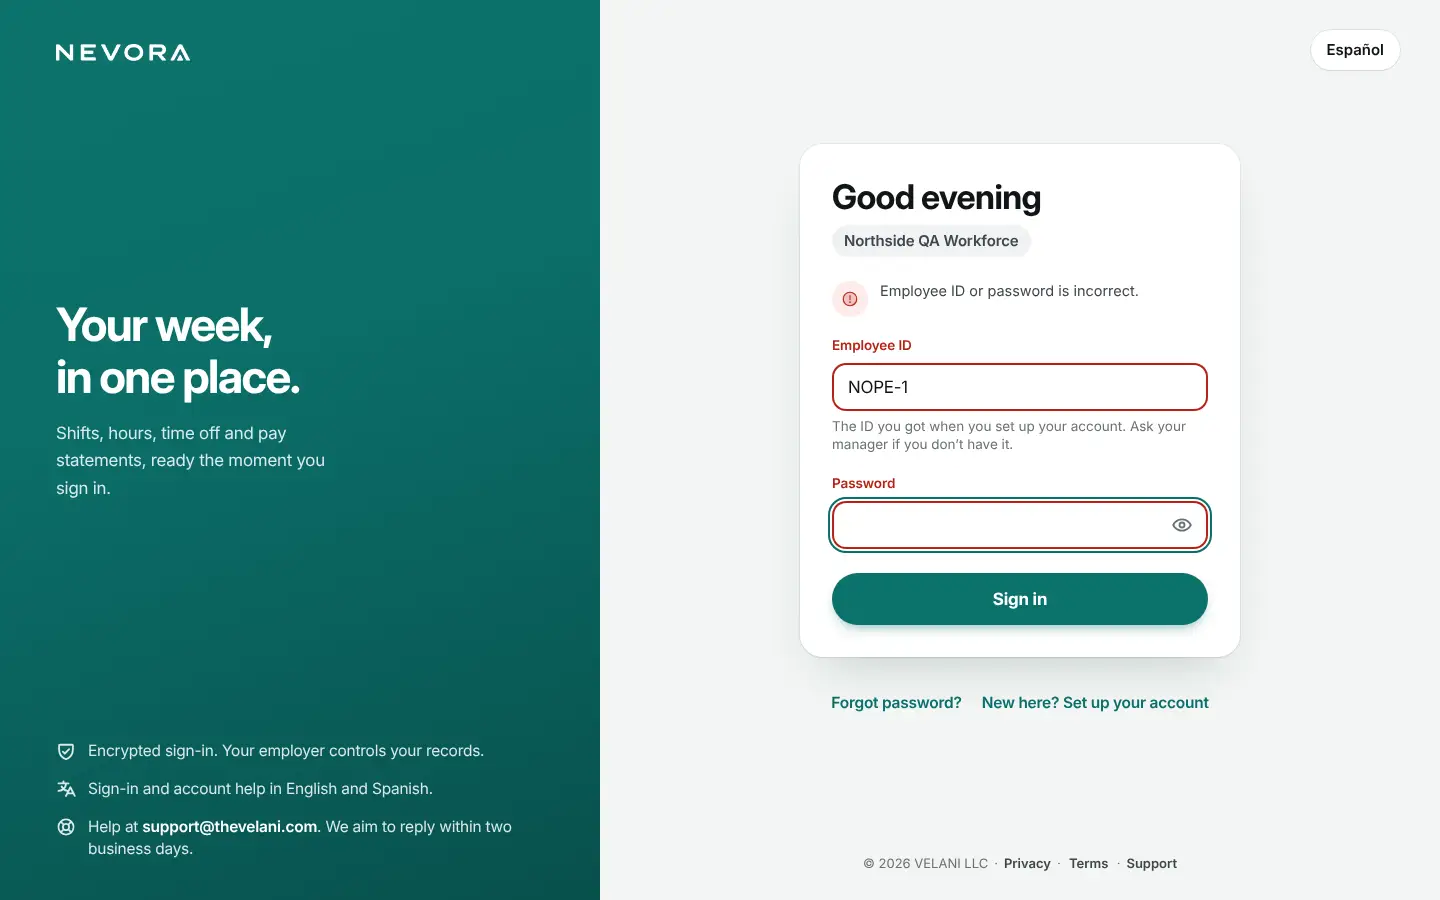 NEVORA
Your week,
in one place.
Shifts, hours, time off and pay
statements, ready the moment you
sign in.
Encrypted sign-in. Your employer controls your records.
Sign-in and account help in English and Spanish.
Help at support@thevelani.com. We aim to reply within two
business days.
Español
Good evening
Northside QA Workforce
Employee ID or password is incorrect.
Employee ID
NOPE-1
The ID you got when you set up your account. Ask your
manager if you don’t have it.
Password
Sign in
Forgot password? New here? Set up your account
© 2026 VELANI LLC · Privacy · Terms · Support